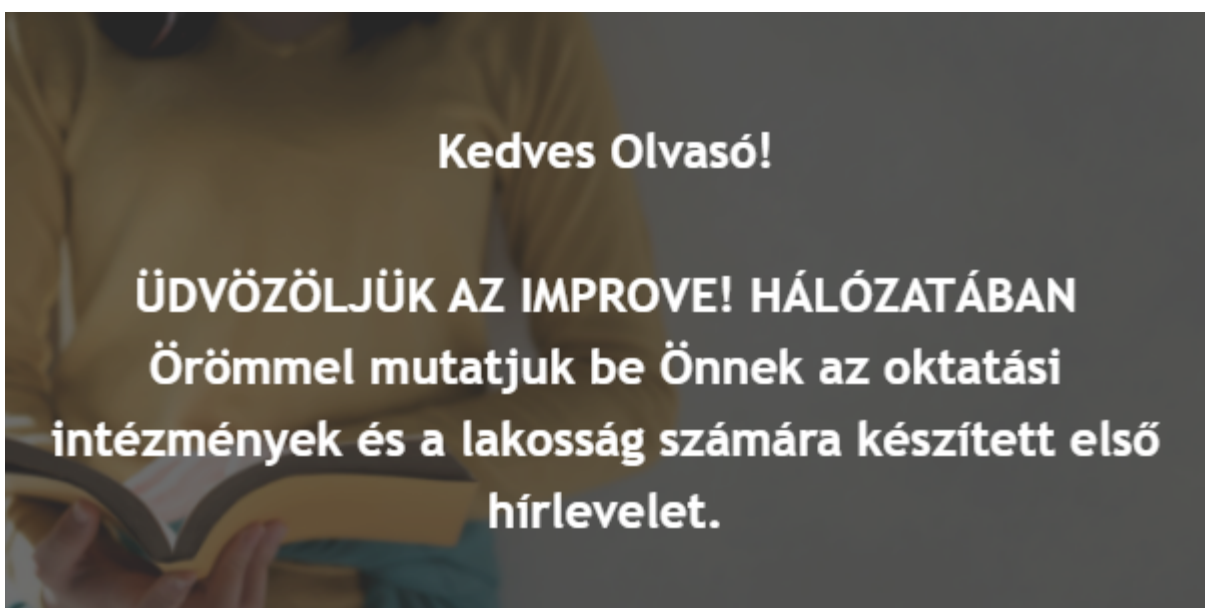 Kedves Olvasó!
ÜDVÖZÖLJÜK AZ IMPROVE! HÁLÓZATÁBAN
Örömmel mutatjuk be Önnek az oktatási
intézmények és a lakosság számára készített első
hírlevelet.